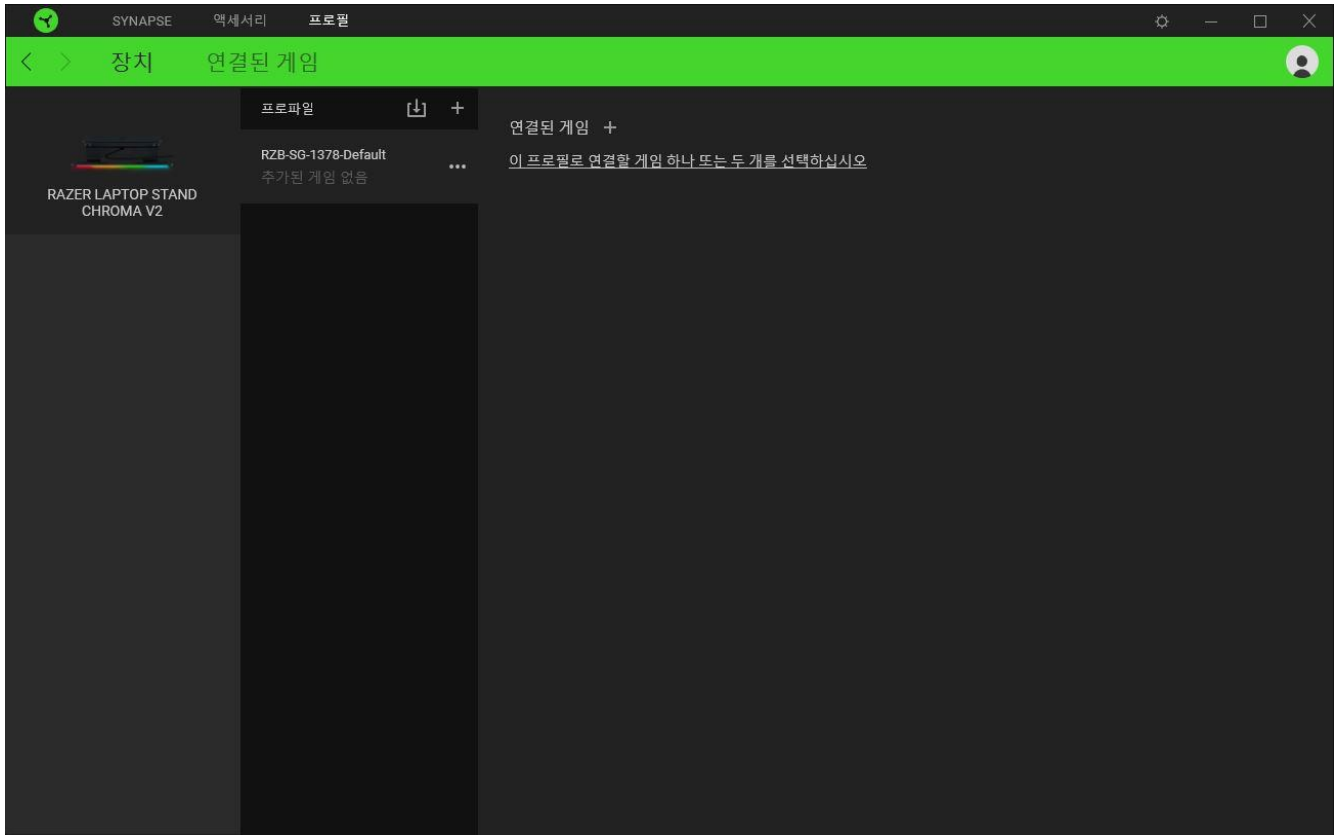 SYNAPSE 액세서리 프로필
장치 연결된 게임
RAZER LAPTOP STAND
CHROMA V2
프로파일
RZB-SG-1378-Default
추가된 게임 없음
연결된 게임
이 프로필로 연결할 게임 하나 또는 두 개를 선택하십시오